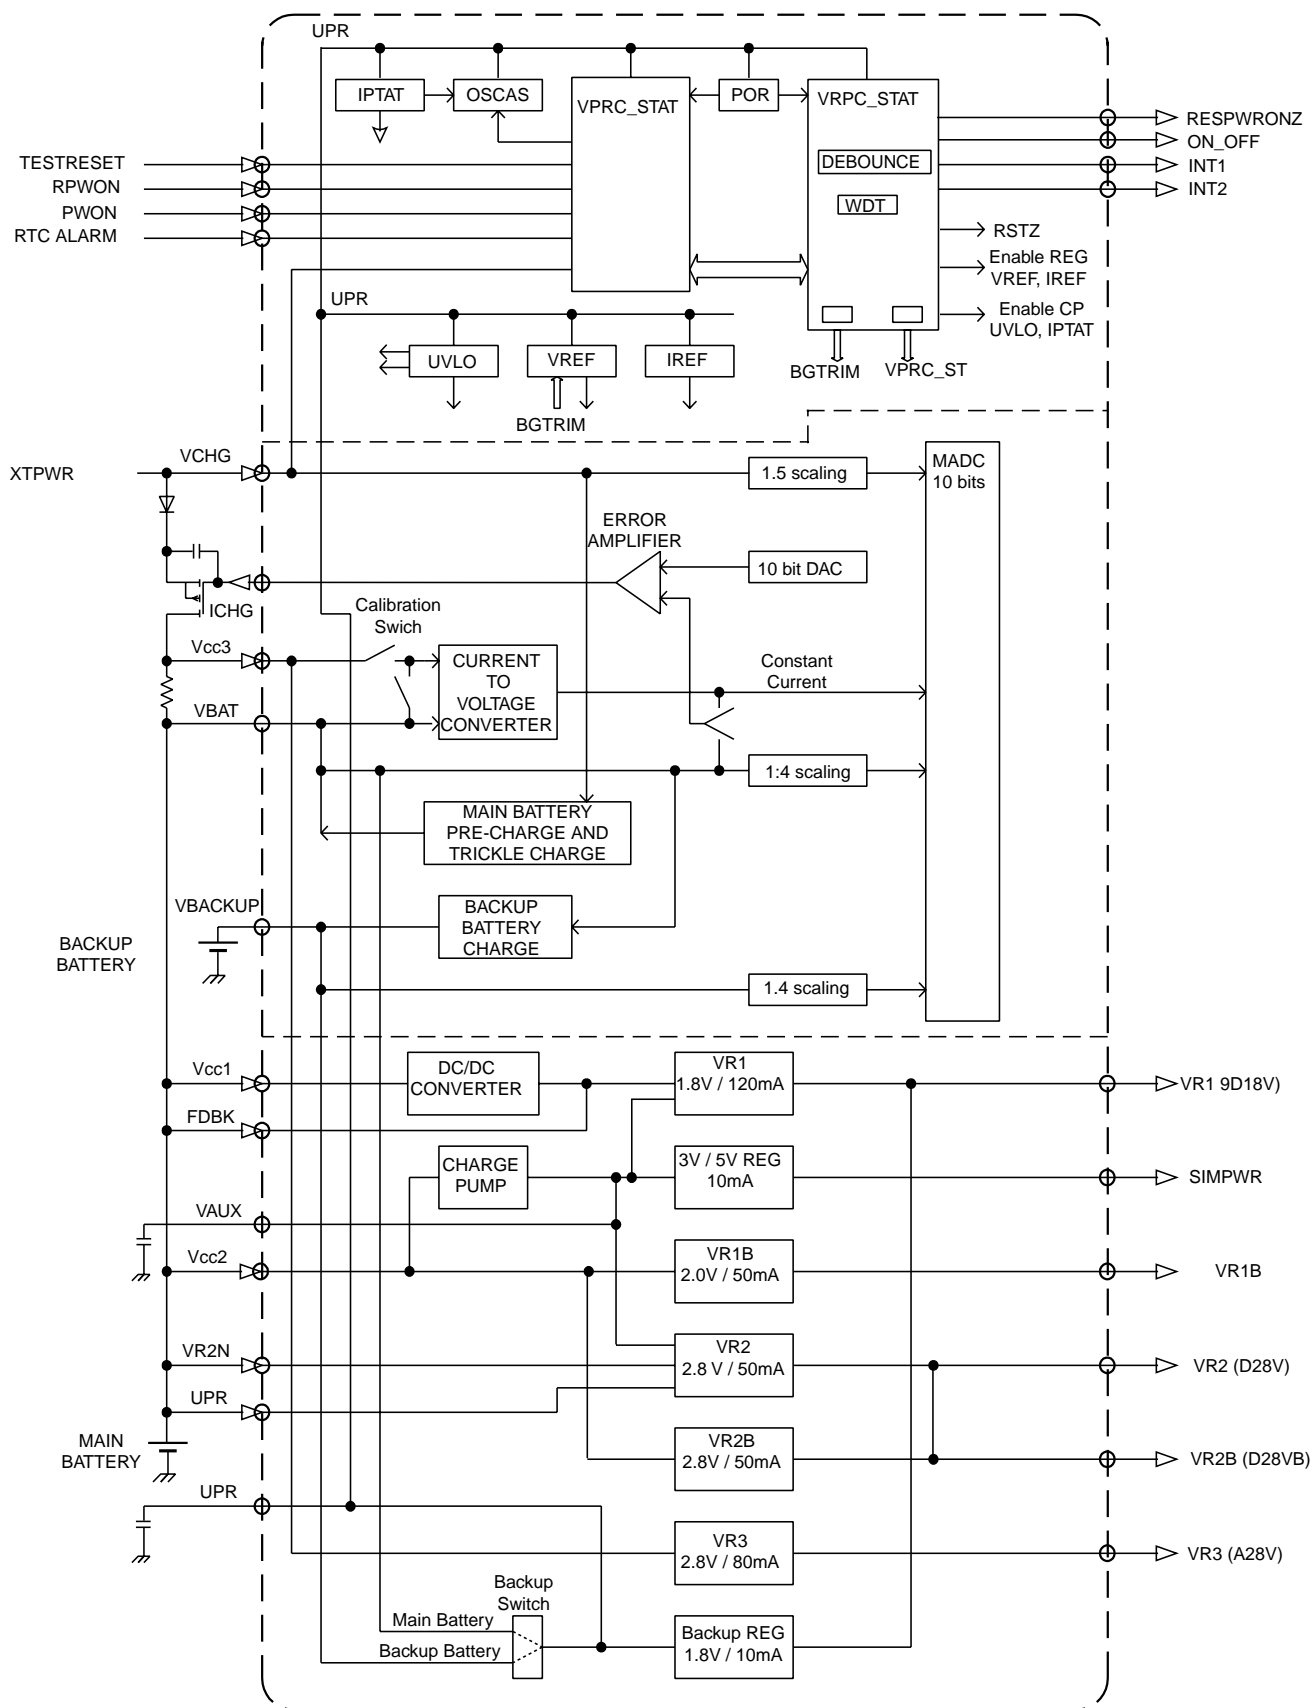 UPR
IPTAT
OSCAS
VPRC_STAT
POR
VRPC_STAT
DEBOUNCE
WDT
RESPWRONZ
ON_OFF
INT1
INT2
TESTRESET
RPWON
PWON
RTC ALARM
RSTZ
Enable REG
VREF, IREF
Enable CP
UVLO, IPTAT
UPR
UVLO
VREF
IREF
BGTRIM
BGTRIM
VPRC_ST
XTPWR
VCHG
1.5 scaling
MADC
10 bits
ERROR
AMPLIFIER
10 bit DAC
ICHG
Calibration
Swich
Vcc3
CURRENT
TO
VOLTAGE
CONVERTER
Constant
Current
VBAT
1:4 scaling
MAIN BATTERY
PRE-CHARGE AND
TRICKLE CHARGE
VBACKUP
BACKUP
BATTERY
CHARGE
BACKUP
BATTERY
1.4 scaling
Vcc1
DC/DC
CONVERTER
VR1
1.8V / 120mA
VR1 9D18V)
FDBK
CHARGE
PUMP
3V / 5V REG
10mA
SIMPWR
VAUX
Vcc2
VR1B
2.0V / 50mA
VR1B
VR2N
VR2
2.8 V / 50mA
VR2 (D28V)
UPR
MAIN
BATTERY
VR2B
2.8V / 50mA
VR2B (D28VB)
UPR
VR3
2.8V / 80mA
VR3 (A28V)
Backup
Switch
Main Battery
Backup Battery
Backup REG
1.8V / 10mA